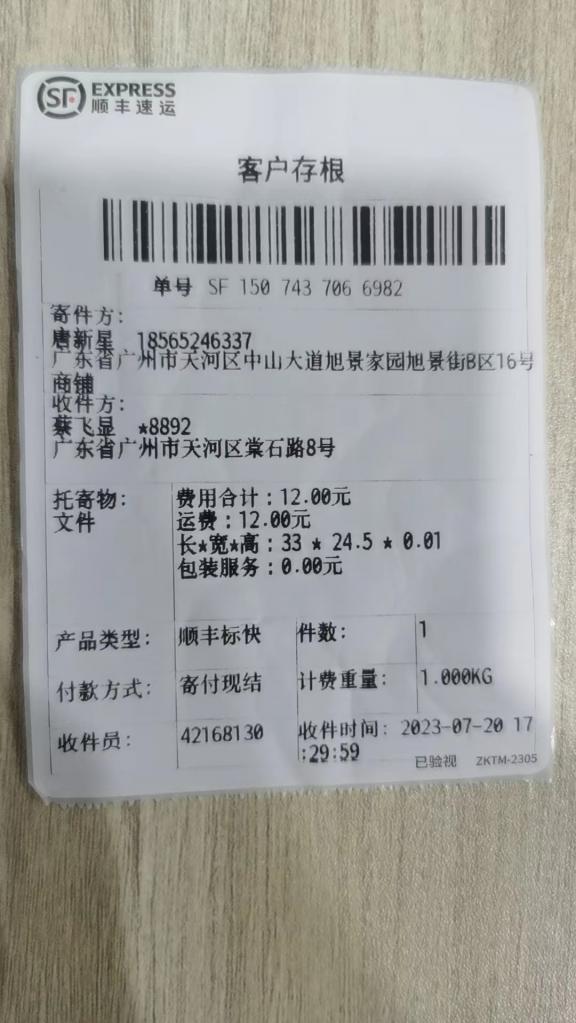 SF EXPRESS
顺丰速运
客户存根
单号 SF 150 743 706 6982
寄件方:
唐新星 18565246337
广东省广州市天河区中山大道旭景家园旭景街B区16号
商铺
收件方:
蔡飞显 *8892
广东省广州市天河区棠石路8号
托寄物: 费用合计:12.00元
文件 运费:12.00元
长*宽*高:33 * 24.5 * 0.01
包装服务:0.00元
产品类型: 顺丰标快 件数: 1
付款方式: 寄付现结 计费重量: 1.000KG
收件员: 42168130 收件时间: 2023-07-20 17
:29:59
已验视 ZKTM-2305